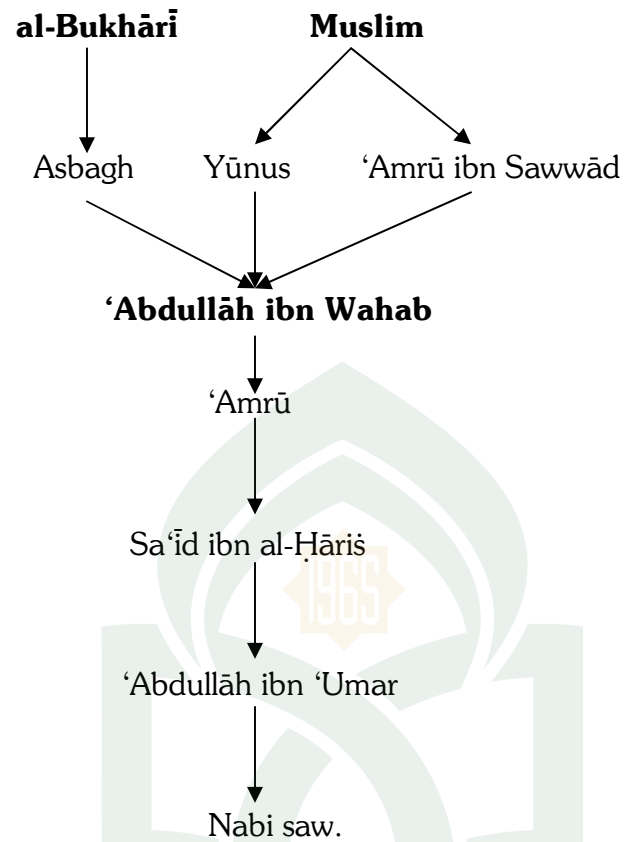 al-Bukhārī Muslim
Asbagh Yūnus ‘Amrū ibn Sawwād
‘Abdullāh ibn Wahab
‘Amrū
Sa‘īd ibn al-Ḥāriṡ
1965
‘Abdullāh ibn ‘Umar
Nabi saw.